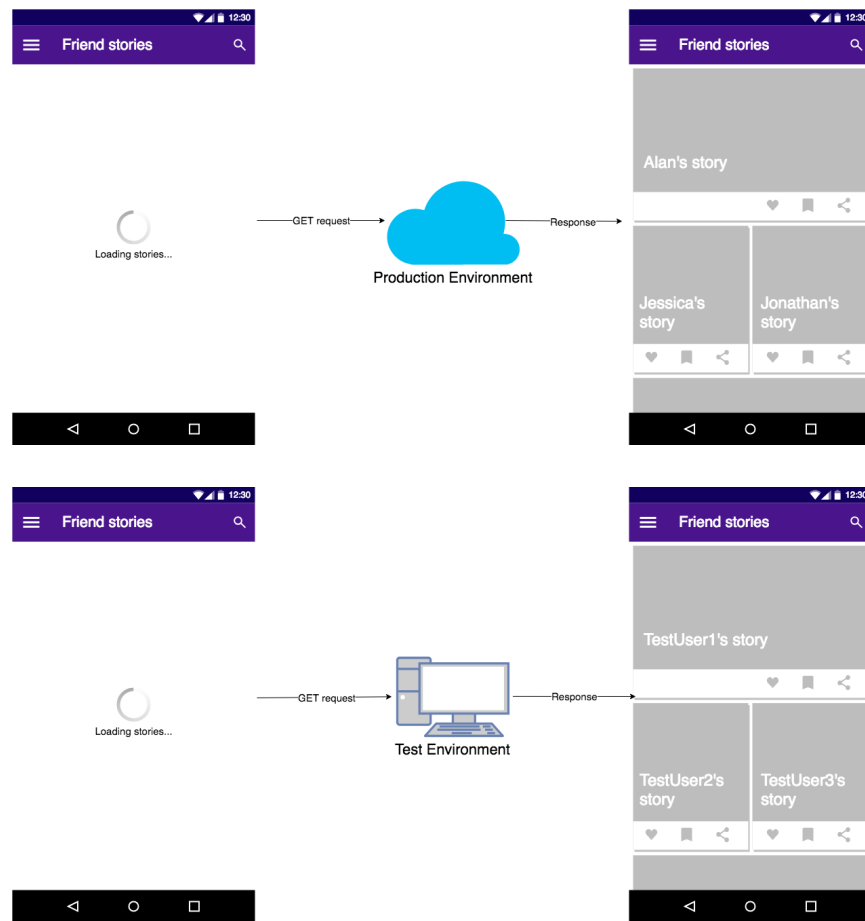 12:30
Friend stories
Loading stories...
GET request
Production Environment
Response
12:30
Friend stories
Alan's story
Jessica's
story
Jonathan's
story
12:30
Friend stories
Loading stories...
GET request
Test Environment
Response
12:30
Friend stories
TestUser1's story
TestUser2's
story
TestUser3's
story